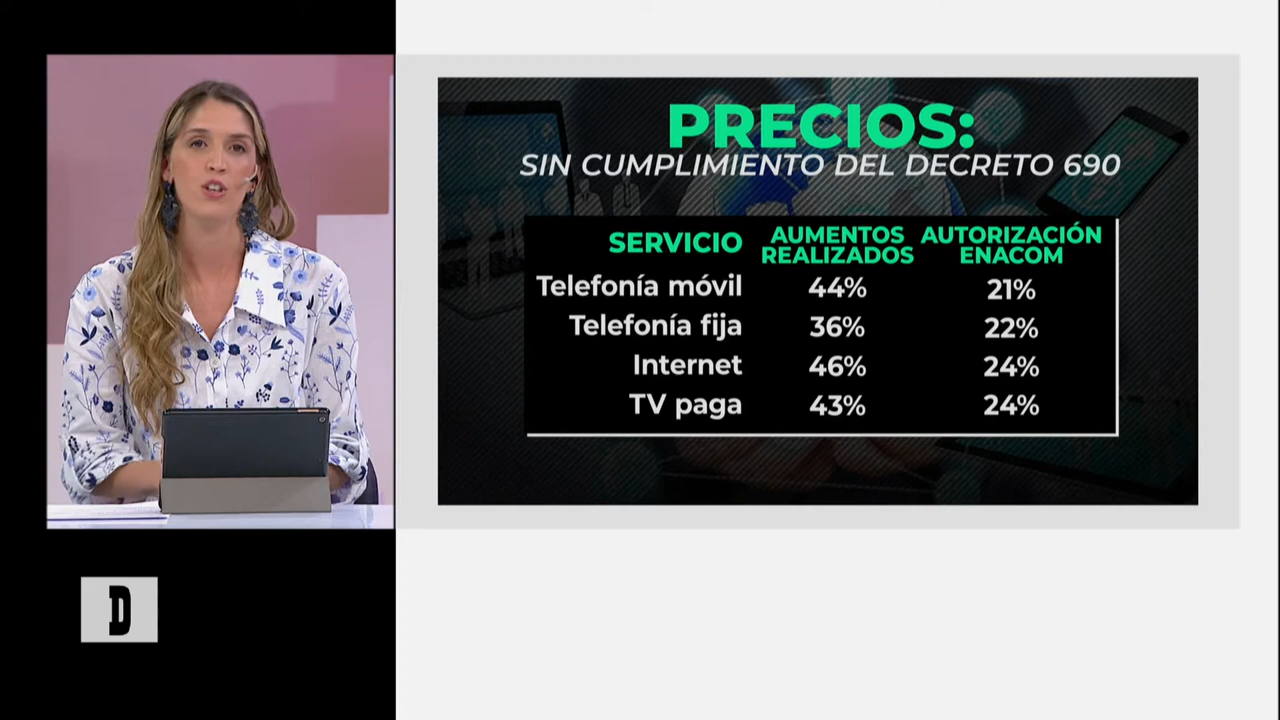 PRECIOS:
SIN CUMPLIMIENTO DEL DECRETO 690
SERVICIO AUMENTOS REALIZADOS AUTORIZACIÓN ENACOM
Telefonía móvil 44% 21%
Telefonía fija 36% 22%
Internet 46% 24%
TV paga 43% 24%
D